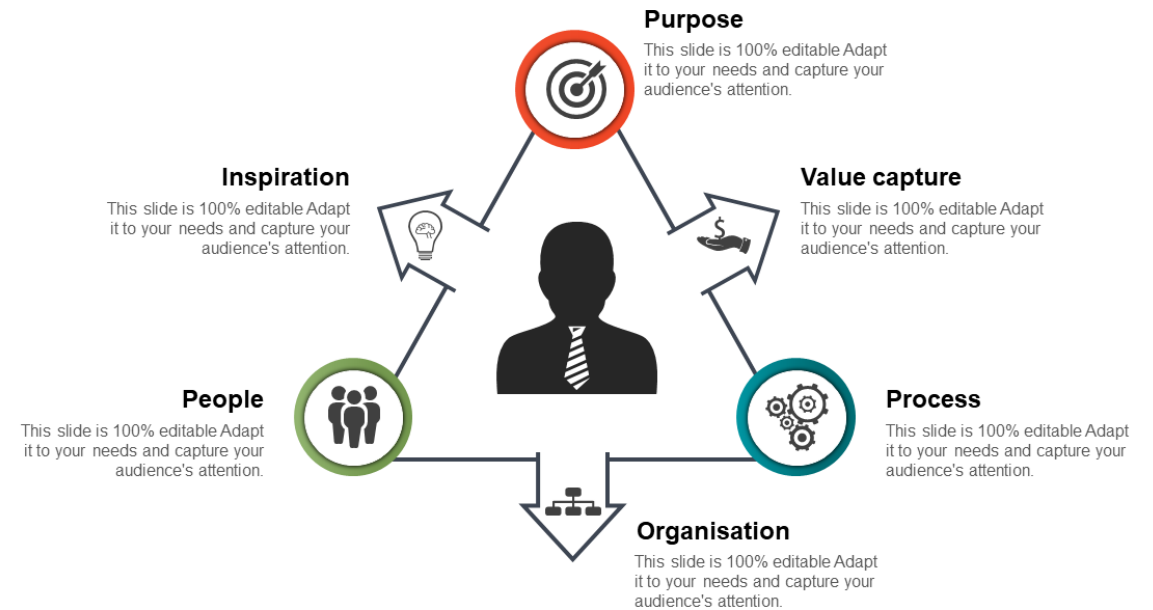 Purpose
This slide is 100% editable Adapt
it to your needs and capture your
audience's attention.
Inspiration
This slide is 100% editable Adapt
it to your needs and capture your
audience's attention.
Value capture
This slide is 100% editable Adapt
it to your needs and capture your
audience's attention.
$
People
This slide is 100% editable Adapt
it to your needs and capture your
audience's attention.
Process
This slide is 100% editable Adapt
it to your needs and capture your
audience's attention.
Organisation
This slide is 100% editable Adapt
it to your needs and capture your
audience's attention.